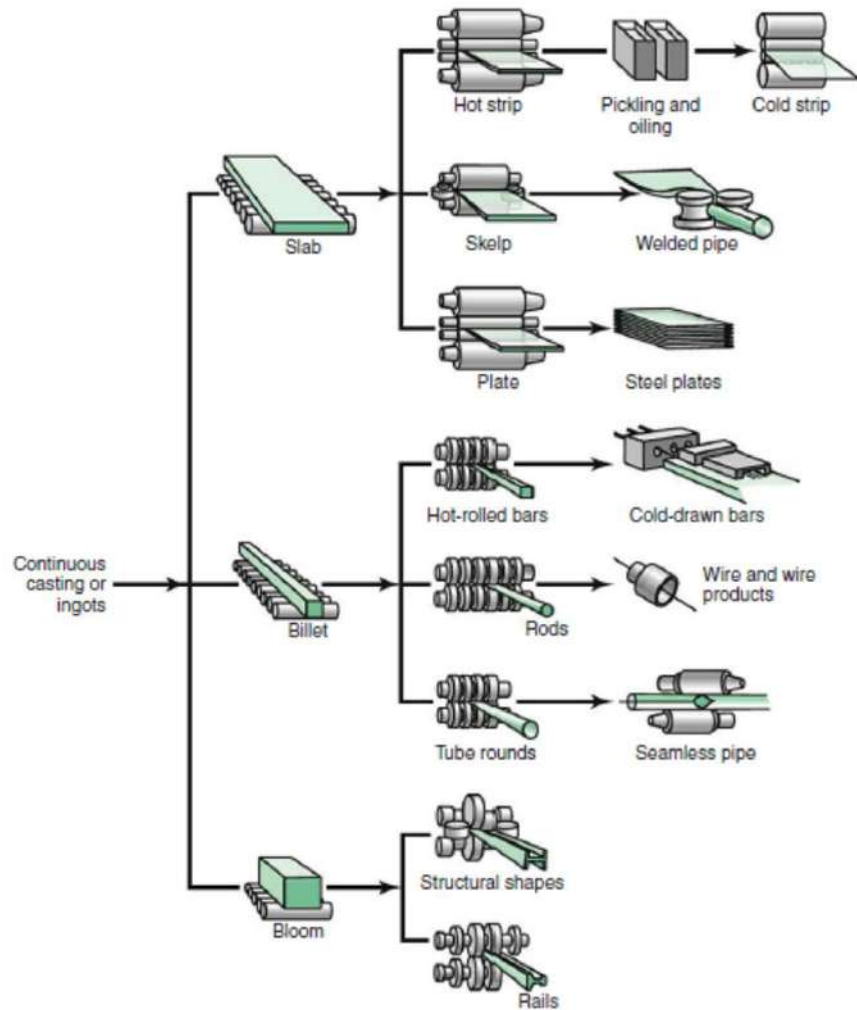 Hot strip
Pickling and
oiling
Cold strip
Slab
Skelp
Welded pipe
Plate
Steel plates
Hot-rolled bars
Cold-drawn bars
Continuous
casting or
ingots
Billet
Rods
Wire and wire
products
Tube rounds
Seamless pipe
Structural shapes
Bloom
Rails